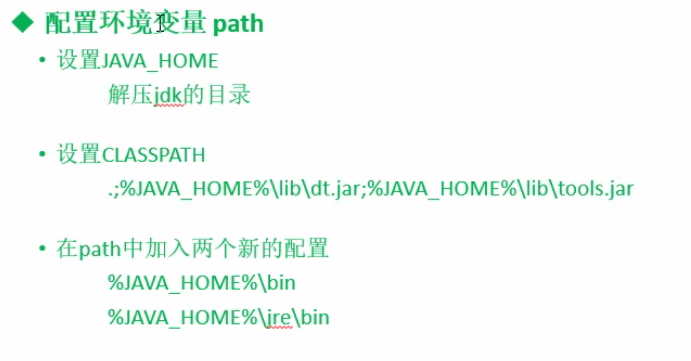 ◆ 配置环境变量 path
• 设置JAVA_HOME
解压jdk的目录
• 设置CLASSPATH
.;%JAVA_HOME%\lib\dt.jar;%JAVA_HOME%\lib\tools.jar
• 在path中加入两个新的配置
%JAVA_HOME%\bin
%JAVA_HOME%\jre\bin